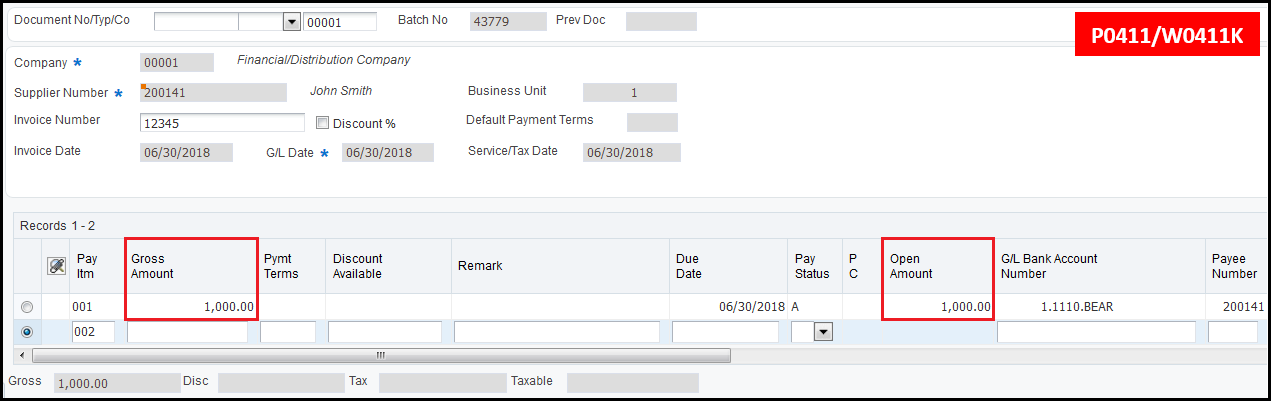 Document No/Typ/Co 00001 Batch No 43779 Prev Doc
P0411/W0411K
Company * 00001 Financial/Distribution Company
Supplier Number * 200141 John Smith Business Unit 1
Invoice Number 12345 Discount % Default Payment Terms
Invoice Date 06/30/2018 G/L Date * 06/30/2018 Service/Tax Date 06/30/2018
Records 1 - 2
Pay Itm Gross Amount Pymt Terms Discount Available Remark Due Date Pay Status P C Open Amount G/L Bank Account Number Payee Number
001 1,000.00 06/30/2018 A 1,000.00 1.1110.BEAR 200141
002
Gross 1,000.00 Disc Tax Taxable